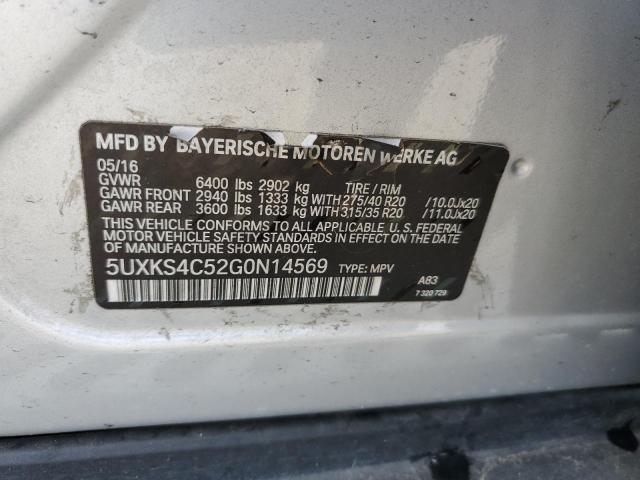 MFD BY BAYERISCHE MOTOREN WERKE AG
05/16
GVWR 6400 lbs 2902 kg TIRE / RIM
GAWR FRONT 2940 lbs 1333 kg WITH 275/40 R20 /10.0Jx20
GAWR REAR 3600 lbs 1633 kg WITH 315/35 R20 /11.0Jx20
THIS VEHICLE CONFORMS TO ALL APPLICABLE U. S. FEDERAL
MOTOR VEHICLE SAFETY STANDARDS IN EFFECT
ON THE DATE OF MANUFACTURE SHOWN ABOVE.
5UXKS4C52G0N14569 TYPE: MPV
A83
7 320 729